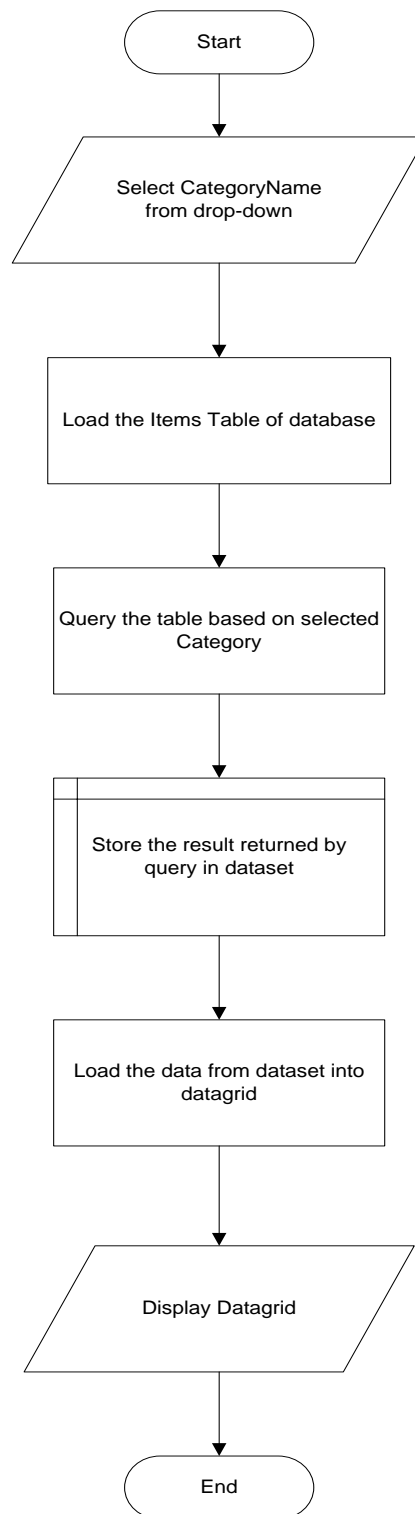 Start
Select CategoryName
from drop-down
Load the Items Table of database
Query the table based on selected
Category
Store the result returned by
query in dataset
Load the data from dataset into
datagrid
Display Datagrid
End